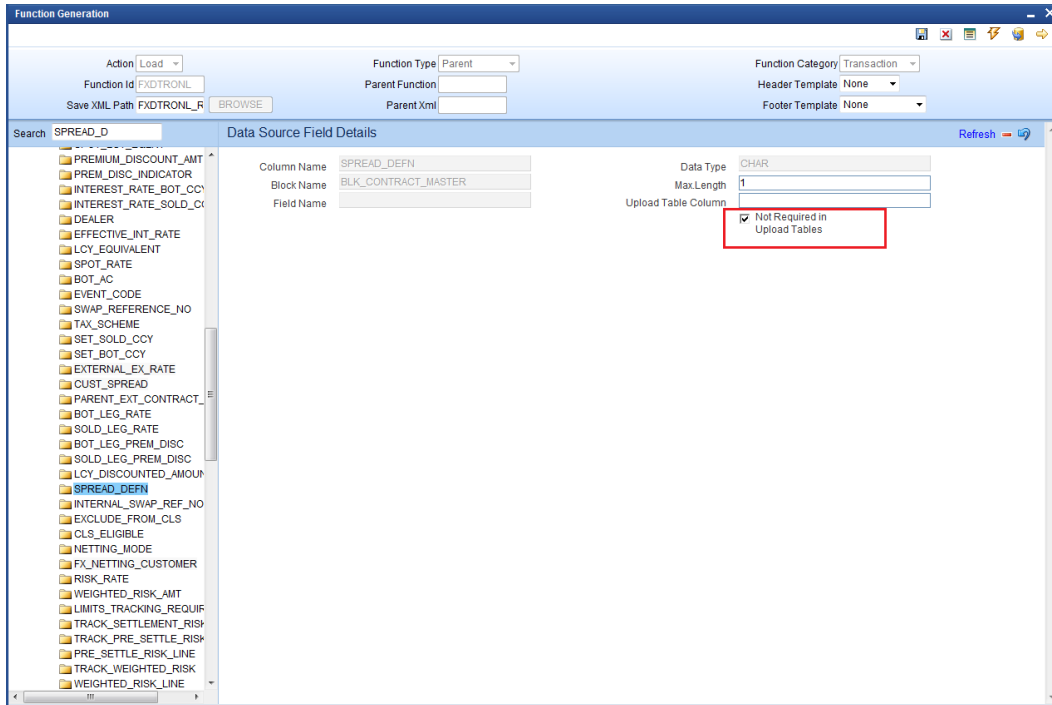 Function Generation
Action Load
Function Type Parent
Function Category Transaction
Function Id FXDTRONL
Parent Function
Header Template None
Save XML Path FXDTRONL_R BROWSE
Parent Xml
Footer Template None
Search SPREAD_D
Data Source Field Details
Refresh
Column Name SPREAD_DEFN
Data Type CHAR
Block Name BLK_CONTRACT_MASTER
Max.Length 1
Field Name
Upload Table Column
Not Required in
Upload Tables
PREMIUM_DISCOUNT_AMT
PREM_DISC_INDICATOR
INTEREST_RATE_BOT_CC
INTEREST_RATE_SOLD_C
DEALER
EFFECTIVE_INT_RATE
LCY_EQUIVALENT
SPOT_RATE
BOT_AC
EVENT_CODE
SWAP_REFERENCE_NO
TAX_SCHEME
SET_SOLD_CCY
SET_BOT_CCY
EXTERNAL_EX_RATE
CUST_SPREAD
PARENT_EXT_CONTRACT_
BOT_LEG_RATE
SOLD_LEG_RATE
BOT_LEG_PREM_DISC
SOLD_LEG_PREM_DISC
LCY_DISCOUNTED_AMOUN
SPREAD_DEFN
INTERNAL_SWAP_REF_NO
EXCLUDE_FROM_CLS
CLS_ELIGIBLE
NETTING_MODE
FX_NETTING_CUSTOMER
RISK_RATE
WEIGHTED_RISK_AMT
LIMITS_TRACKING_REQUIR
TRACK_SETTLEMENT_RISK
TRACK_PRE_SETTLE_RISK
PRE_SETTLE_RISK_LINE
TRACK_WEIGHTED_RISK
WEIGHTED_RISK_LINE